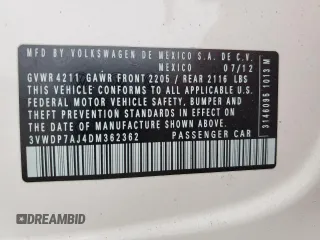 MFD BY VOLKSWAGEN DE MEXICO S.A. DE C.V.
MEXICO 07/12
GVWR 4211 GAWR FRONT 2205 / REAR 2116 LBS
THIS VEHICLE CONFORMS TO ALL APPLICABLE U.S.
FEDERAL MOTOR VEHICLE SAFETY, BUMPER AND
THEFT PREVENTION STANDARDS IN EFFECT ON THE
DATE OF MANUFACTURE SHOWN ABOVE.
3VWDP7AJ4DM362362 PASSENGER CAR
3146095 1013 M
DVMBID